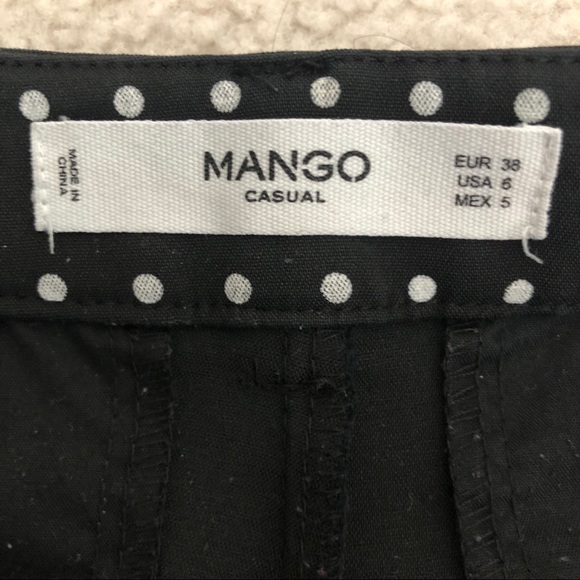 MADE IN
CHINA
MANGO
CASUAL
EUR 38
USA 6
MEX 5